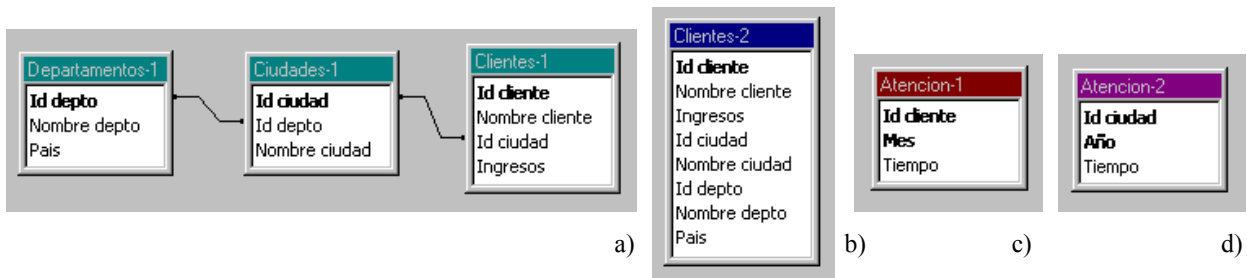 Departamentos-1
Id depto
Nombre depto
Pais
Ciudades-1
Id ciudad
Id depto
Nombre ciudad
Clientes-1
Id cliente
Nombre cliente
Id ciudad
Ingresos
a)
Clientes-2
Id cliente
Nombre cliente
Ingresos
Id ciudad
Nombre ciudad
Id depto
Nombre depto
Pais
b)
Atencion-1
Id cliente
Mes
Tiempo
c)
Atencion-2
Id ciudad
Año
Tiempo
d)